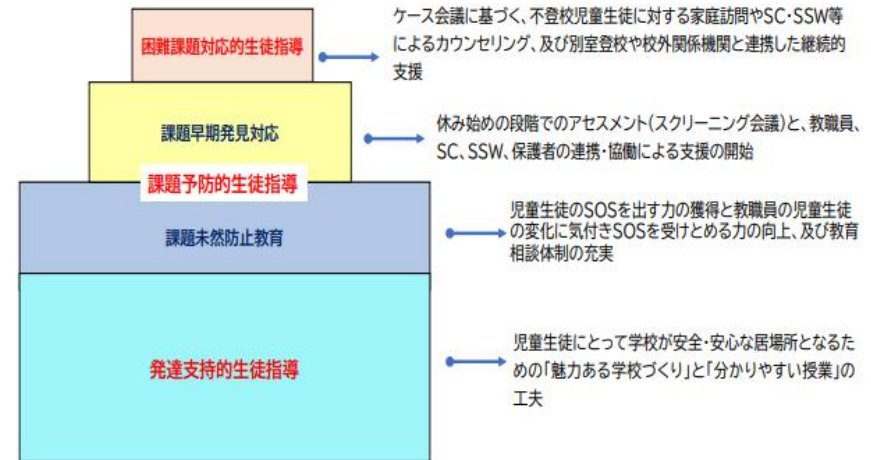 困難課題対応的生徒指導
ケース会議に基づく、不登校児童生徒に対する家庭訪問やSC・SSW等
によるカウンセリング、及び別室登校や校外関係機関と連携した継続的
支援
課題早期発見対応
休み始めの段階でのアセスメント(スクリーニング会議)と、教職員、
SC、SSW、保護者の連携・協働による支援の開始
課題予防的生徒指導
課題未然防止教育
児童生徒のSOSを出す力の獲得と教職員の児童生徒
の変化に気付きSOSを受けとめる力の向上、及び教育
相談体制の充実
発達支持的生徒指導
児童生徒にとって学校が安全・安心な居場所となるた
めの「魅力ある学校づくり」と「分かりやすい授業」の
工夫